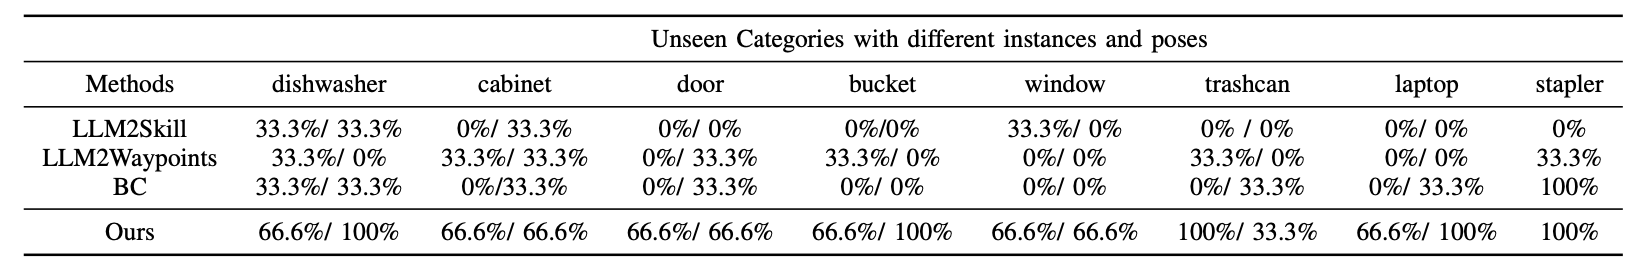 Unseen Categories with different instances and poses
Methods dishwasher cabinet door bucket window trashcan laptop stapler
LLM2Skill 33.3%/ 33.3% 0%/ 33.3% 0%/ 0% 0%/0% 33.3%/ 0% 0% / 0% 0%/ 0% 0%
LLM2Waypoints 33.3%/ 0% 33.3%/ 33.3% 0%/ 33.3% 33.3%/ 0% 0%/ 0% 33.3%/ 0% 0%/ 0% 33.3%
BC 33.3%/ 33.3% 0%/33.3% 0%/ 33.3% 0%/ 0% 0%/ 0% 0%/ 33.3% 0%/ 33.3% 100%
Ours 66.6%/ 100% 66.6%/ 66.6% 66.6%/ 66.6% 66.6%/ 100% 66.6%/ 66.6% 100%/ 33.3% 66.6%/ 100% 100%